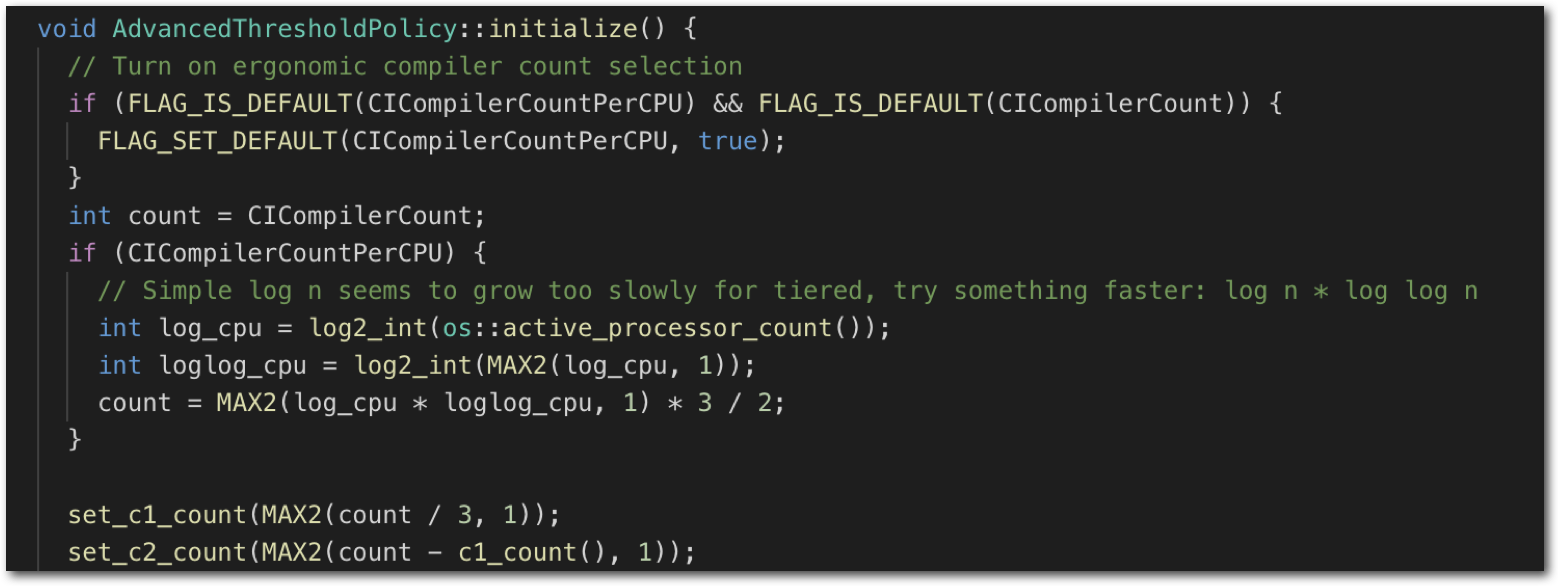 void AdvancedThresholdPolicy::initialize() {
  // Turn on ergonomic compiler count selection
  if (FLAG_IS_DEFAULT(CICompilerCountPerCPU) && FLAG_IS_DEFAULT(CICompilerCount)) {
    FLAG_SET_DEFAULT(CICompilerCountPerCPU, true);
  }
  int count = CICompilerCount;
  if (CICompilerCountPerCPU) {
    // Simple log n seems to grow too slowly for tiered, try something faster: log n * log log n
    int log_cpu = log2_int(os::active_processor_count());
    int loglog_cpu = log2_int(MAX2(log_cpu, 1));
    count = MAX2(log_cpu * loglog_cpu, 1) * 3 / 2;
  }

  set_c1_count(MAX2(count / 3, 1));
  set_c2_count(MAX2(count - c1_count(), 1));